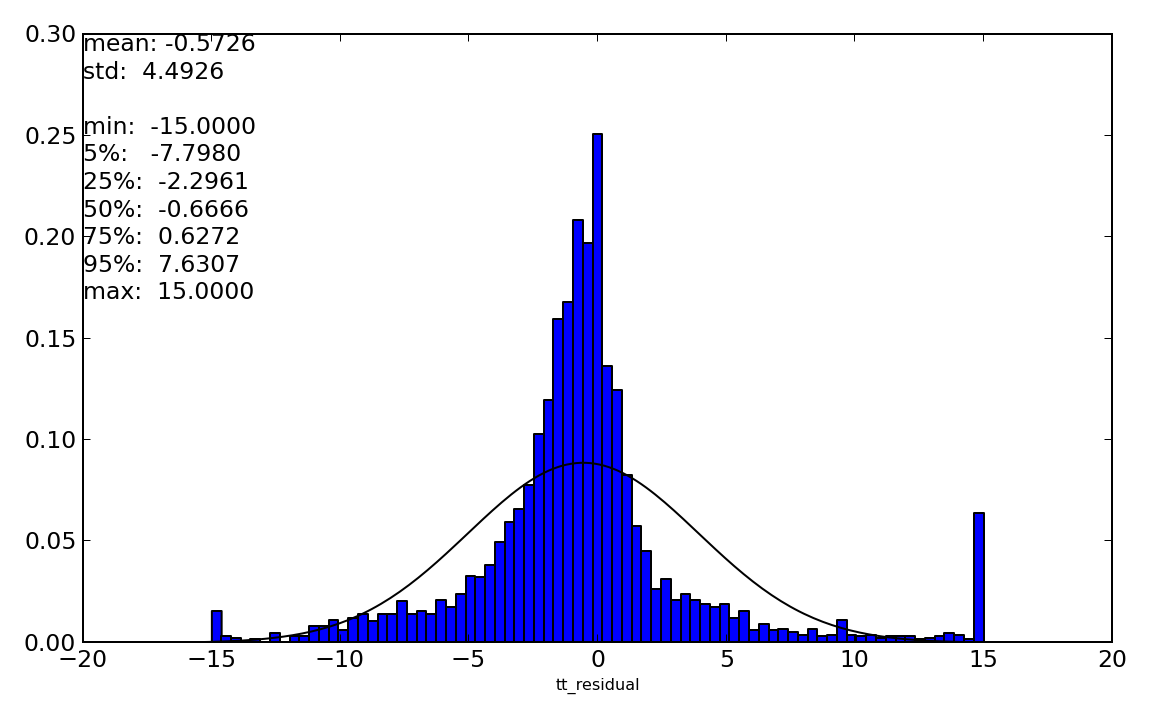 0.30
mean: -0.5726
std: 4.4926
min: -15.0000
0.25
5%: -7.7980
25%: -2.2961
50%: -0.6666
0.20
75%: 0.6272
95%: 7.6307
max: 15.0000
0.15
0.10
0.05
0.00
−20 −15 −10 −5 0 5 10 15 20
tt_residual